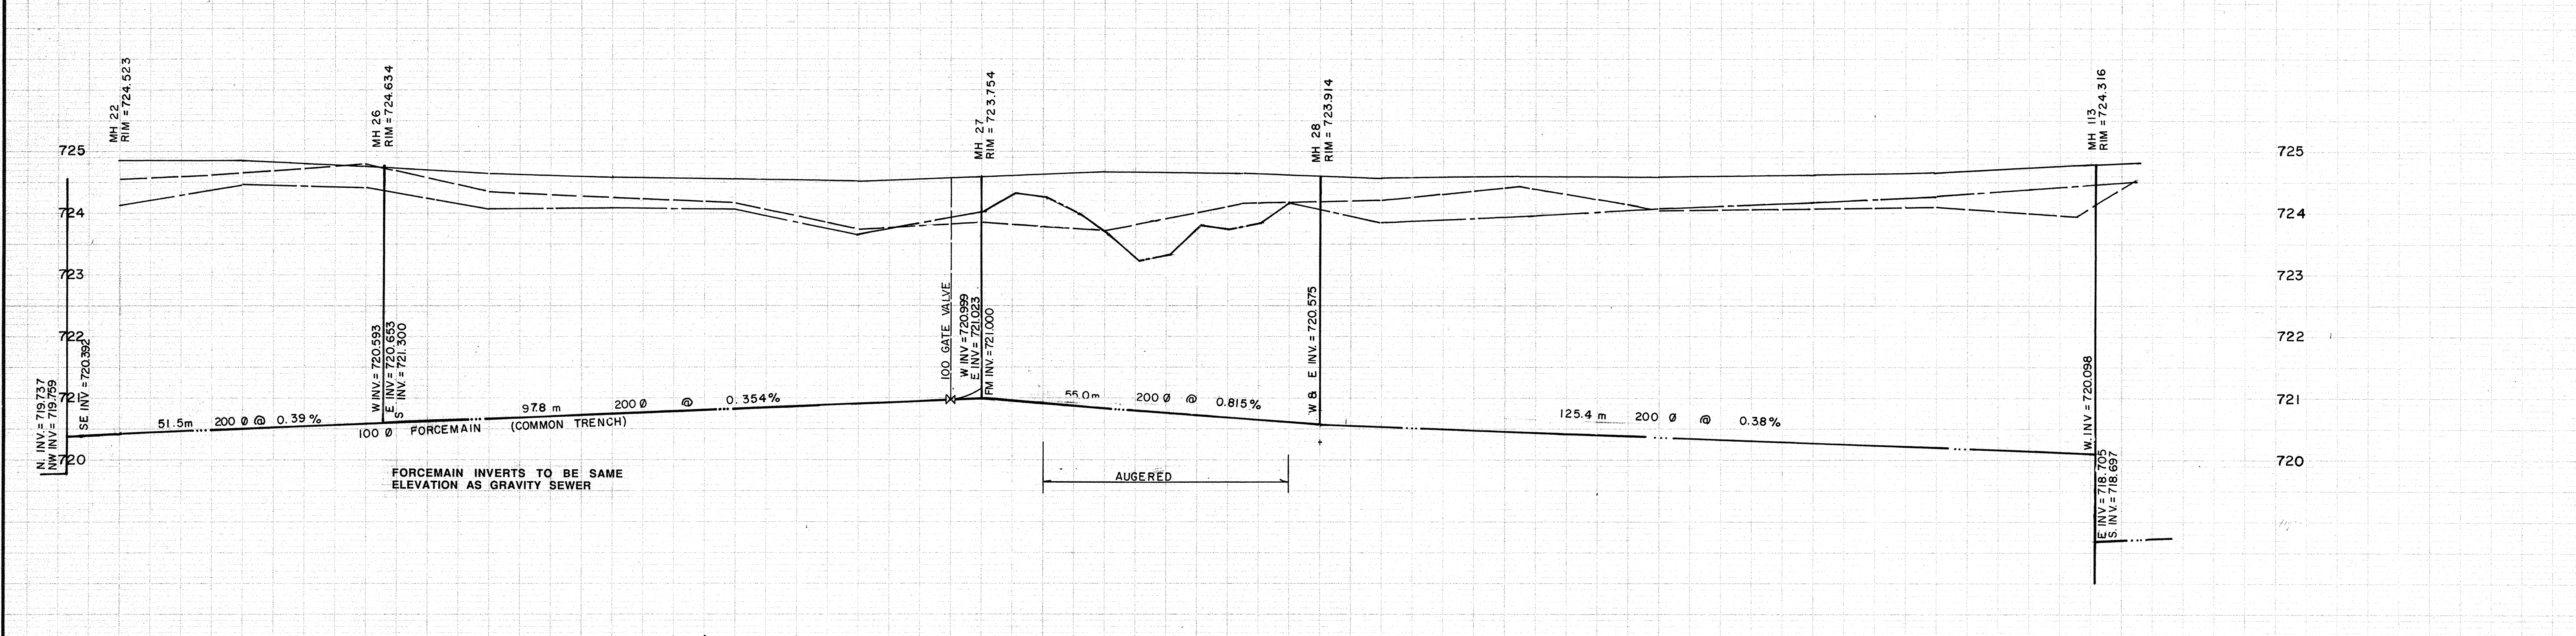 MH 22
RIM = 724.523
MH 26
RIM = 724.634
MH 27
RIM = 723.754
MH 28
RIM = 723.914
MH 113
RIM = 724.316
725
724
723
722
721
720
N. INV. = 719.737
NW INV = 719.759
SE INV = 720.392
W INV. = 720.593
E INV. = 720.653
S INV. = 721.300
100 GATE VALVE
W INV = 720.999
E INV = 721.023
FM INV. = 721.000
W & E INV. = 720.575
W. INV = 720.098
E INV = 718.705
S. INV. = 718.697
51.5m 200 Ø @ 0.39 %
97.8 m 200 Ø @ 0.354%
55.0m 200 Ø @ 0.815%
125.4 m 200 Ø @ 0.38%
100 Ø FORCEMAIN (COMMON TRENCH)
FORCEMAIN INVERTS TO BE SAME
ELEVATION AS GRAVITY SEWER
AUGERED
725
724
723
722
721
720